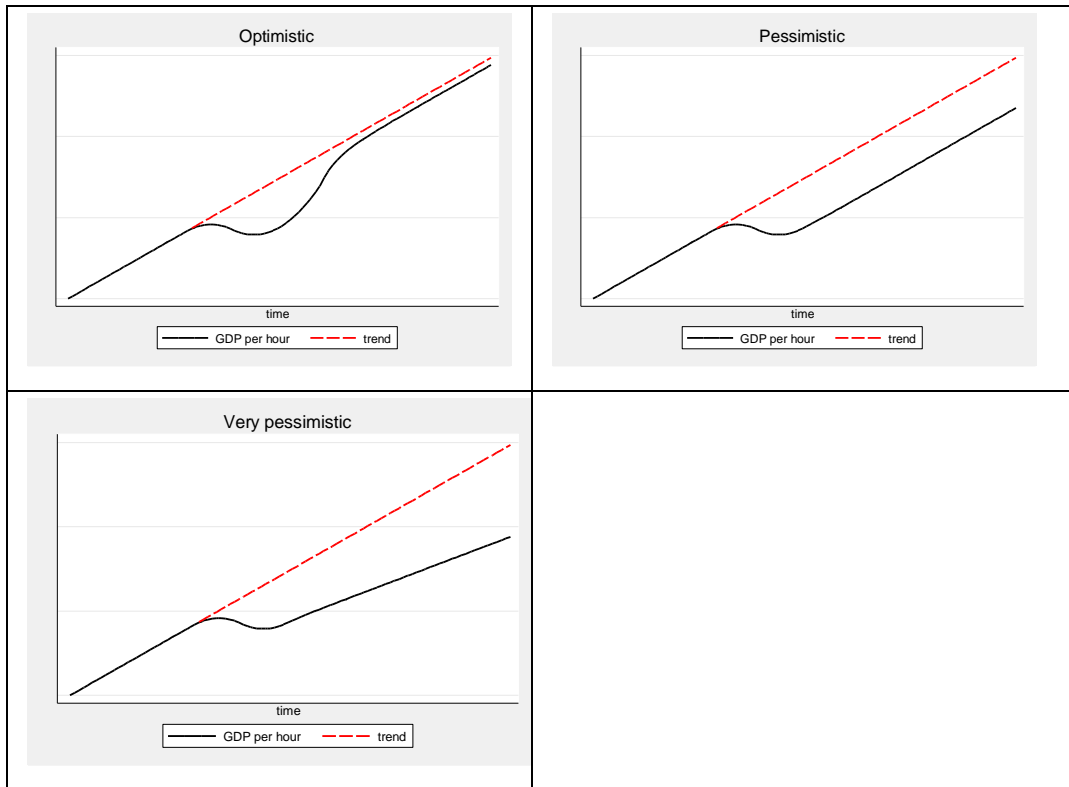 Optimistic
time
GDP per hour trend
Pessimistic
time
GDP per hour trend
Very pessimistic
time
GDP per hour trend